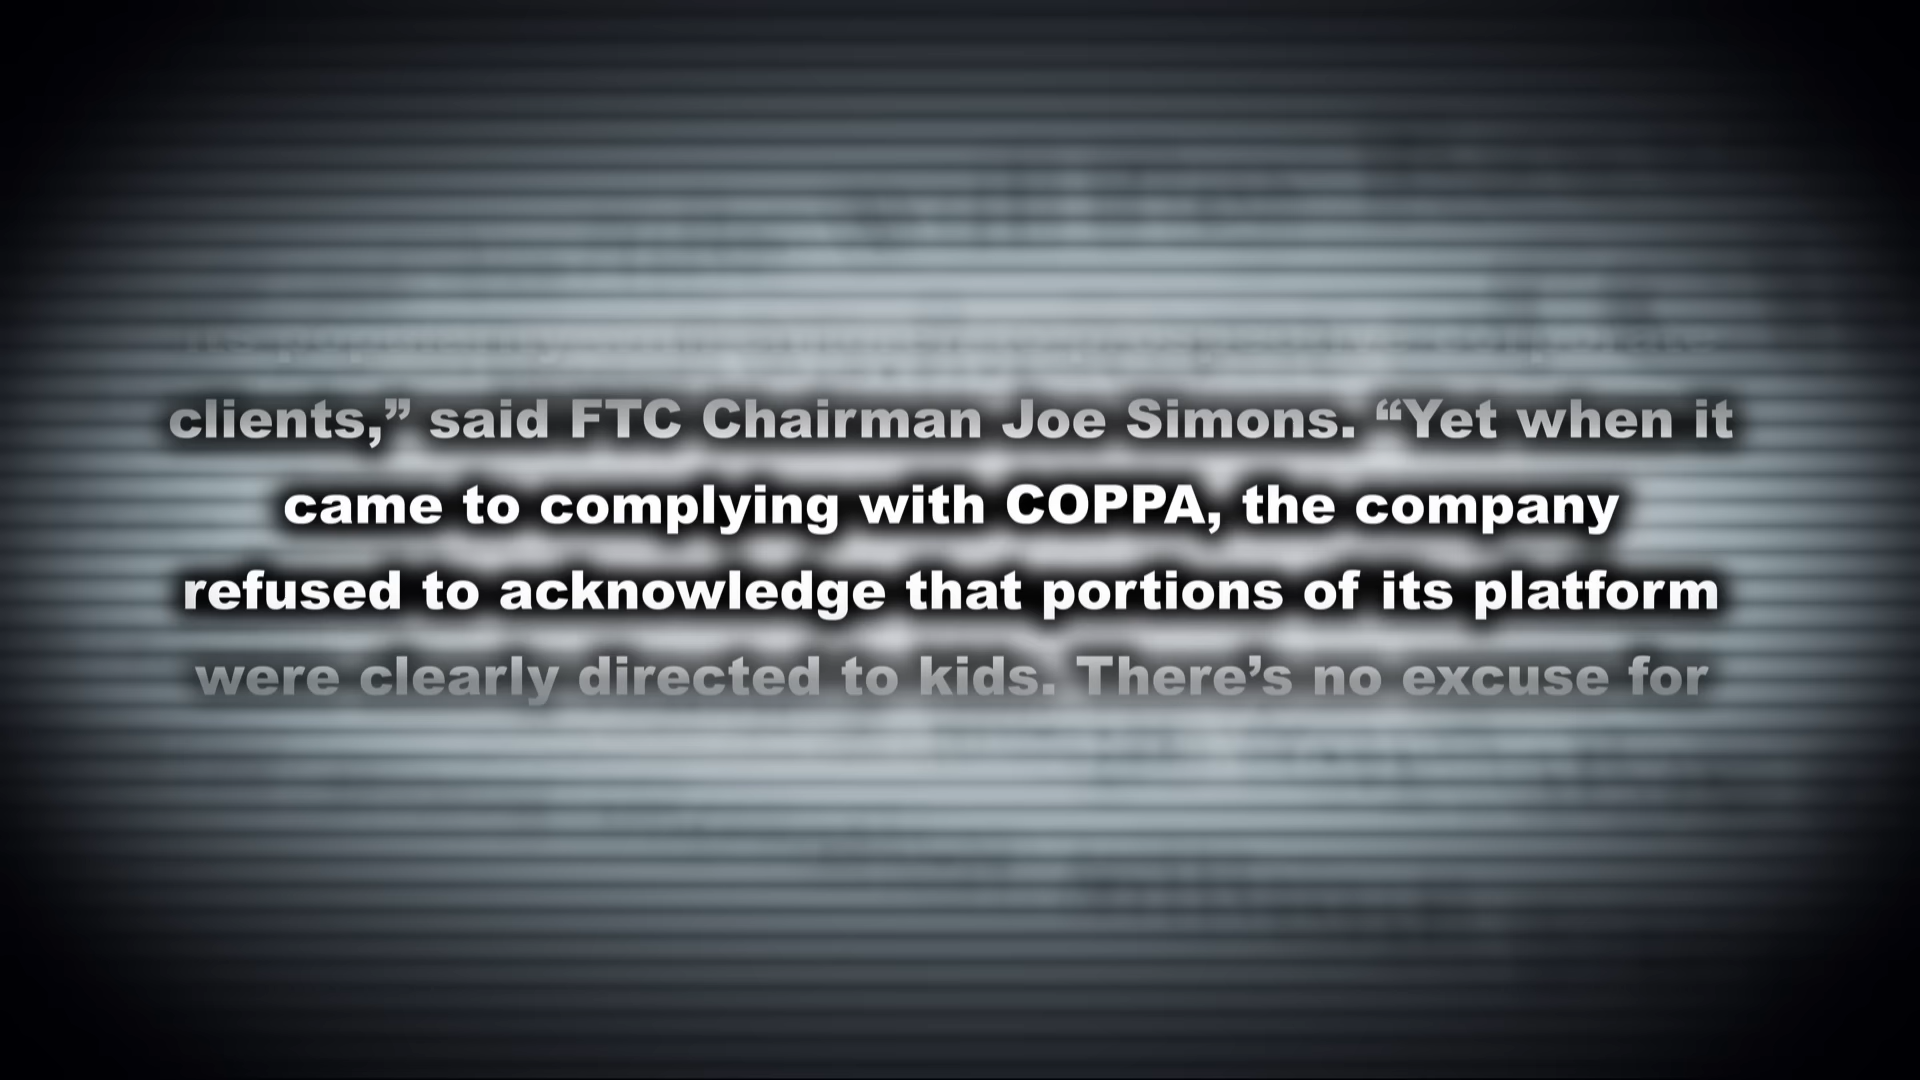 clients,” said FTC Chairman Joe Simons. “Yet when it
came to complying with COPPA, the company
refused to acknowledge that portions of its platform
were clearly directed to kids. There’s no excuse for